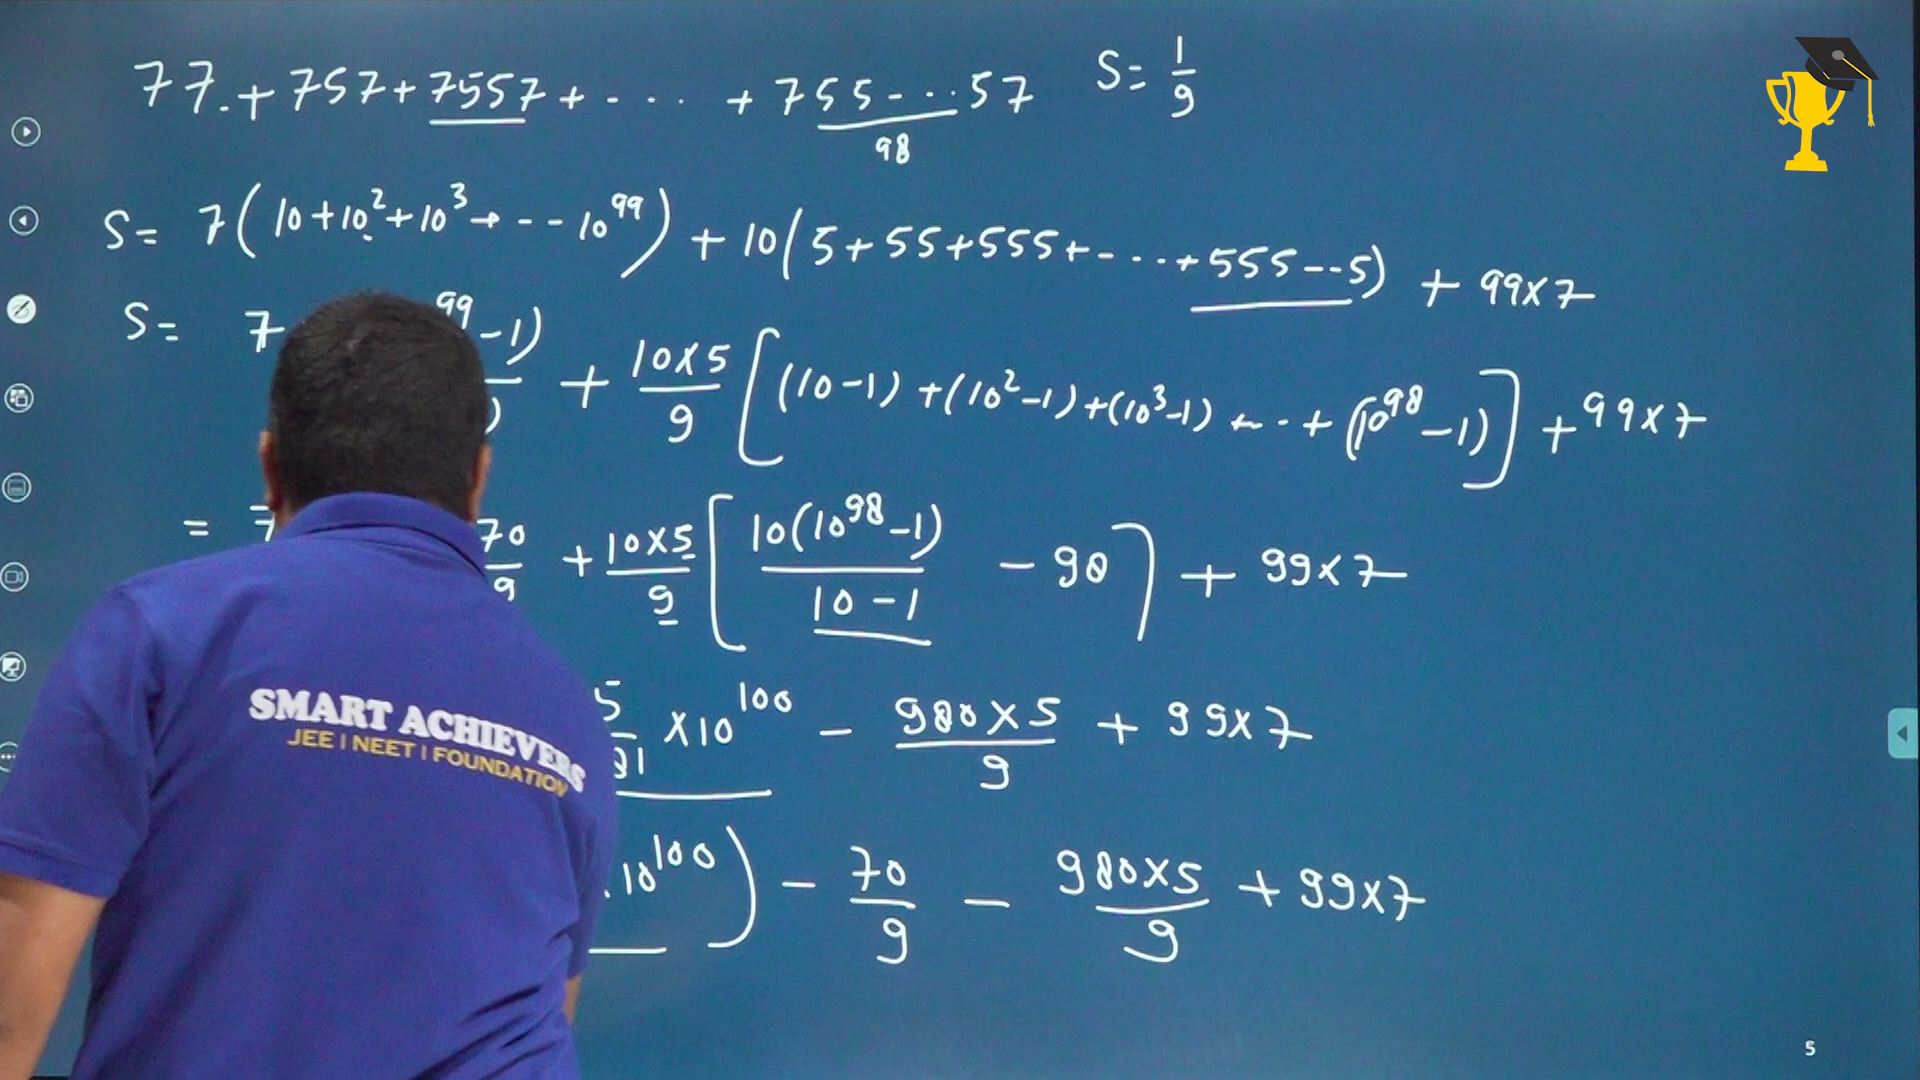 77. + 757 + 7557 + - ... + 755--...57   S = 1/9
98
S = 7(10 + 10² + 10³ + --- 10⁹⁹) + 10(5 + 55 + 555 + -...+ 555--5) + 99×7
S = 7 ⁹⁹ -1) + 10×5/9 [(10-1) + (10²-1) + (10³-1) +-- + (10⁹⁸-1)] + 99×7
= 7 70/9 + 10×5/9 [10(10⁹⁸-1)/10-1 - 98] + 99×7
5/81 ×10¹⁰⁰ - 980×5/9 + 99×7
.10¹⁰⁰) - 70/9 - 980×5/9 + 99×7
SMART ACHIEVERS
JEE | NEET | FOUNDATION
5